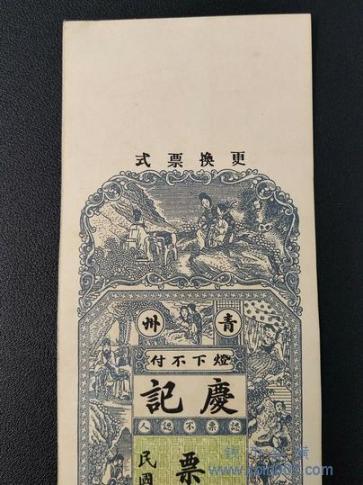 更換票式
青州
燈下不付
慶記
認票不認人
票
民國